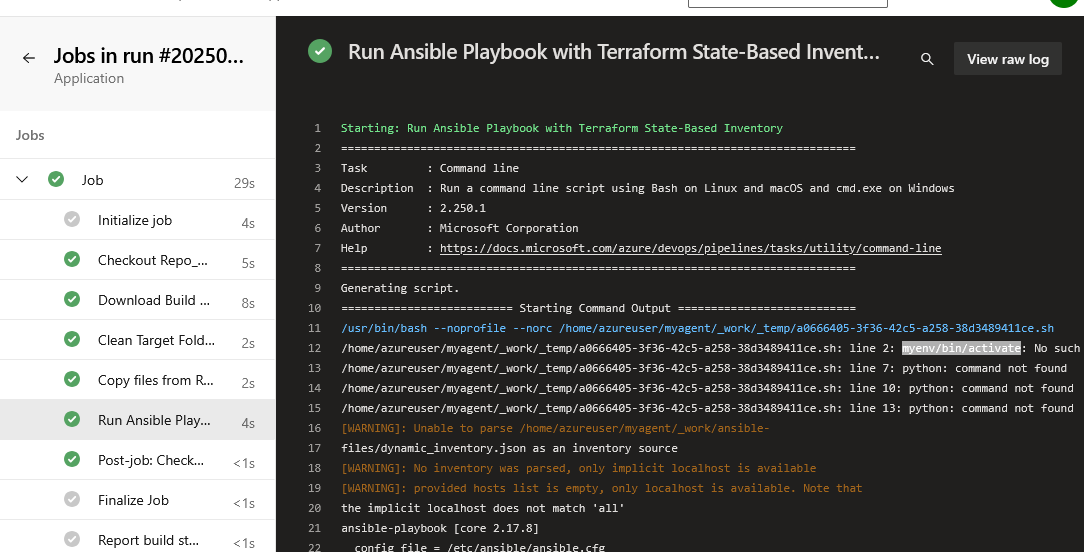 Jobs in run #20250...
Application
Jobs
Job 29s
Initialize job 4s
Checkout Repo_... 5s
Download Build ... 8s
Clean Target Fold... 2s
Copy files from R... 2s
Run Ansible Play... 4s
Post-job: Check... <1s
Finalize Job <1s
Report build st... <1s
Run Ansible Playbook with Terraform State-Based Invent...
View raw log
1 Starting: Run Ansible Playbook with Terraform State-Based Inventory
2 ==============================================================================
3 Task         : Command line
4 Description  : Run a command line script using Bash on Linux and macOS and cmd.exe on Windows
5 Version      : 2.250.1
6 Author       : Microsoft Corporation
7 Help         : https://docs.microsoft.com/azure/devops/pipelines/tasks/utility/command-line
8 ==============================================================================
9 Generating script.
10 ========================== Starting Command Output ===========================
11 /usr/bin/bash --noprofile --norc /home/azureuser/myagent/_work/_temp/a0666405-3f36-42c5-a258-38d3489411ce.sh
12 /home/azureuser/myagent/_work/_temp/a0666405-3f36-42c5-a258-38d3489411ce.sh: line 2: myenv/bin/activate: No such
13 /home/azureuser/myagent/_work/_temp/a0666405-3f36-42c5-a258-38d3489411ce.sh: line 7: python: command not found
14 /home/azureuser/myagent/_work/_temp/a0666405-3f36-42c5-a258-38d3489411ce.sh: line 10: python: command not found
15 /home/azureuser/myagent/_work/_temp/a0666405-3f36-42c5-a258-38d3489411ce.sh: line 13: python: command not found
16 [WARNING]: Unable to parse /home/azureuser/myagent/_work/ansible-
17 files/dynamic_inventory.json as an inventory source
18 [WARNING]: No inventory was parsed, only implicit localhost is available
19 [WARNING]: provided hosts list is empty, only localhost is available. Note that
20 the implicit localhost does not match 'all'
21 ansible-playbook [core 2.17.8]
22 config file = /etc/ansible/ansible.cfg